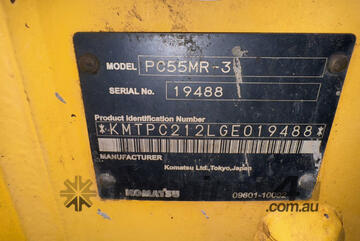 MODEL PC55MR-3
SERIAL No. 19488
Product Identification Number
*KMTPC212LGE019488*
MANUFACTURER
Komatsu Ltd.,Tokyo,Japan
KOMATSU
09601-10002
com.au